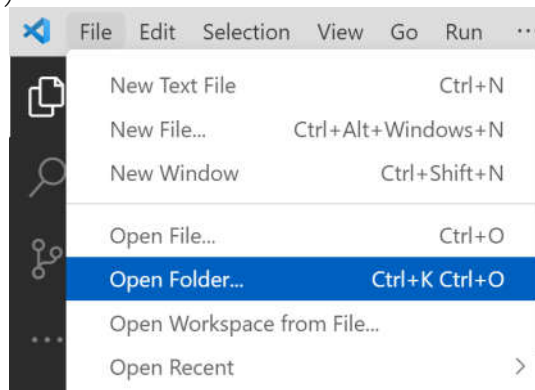 )
File Edit Selection View Go Run ...
New Text File Ctrl+N
New File... Ctrl+Alt+Windows+N
New Window Ctrl+Shift+N
Open File... Ctrl+O
Open Folder... Ctrl+K Ctrl+O
Open Workspace from File...
Open Recent >